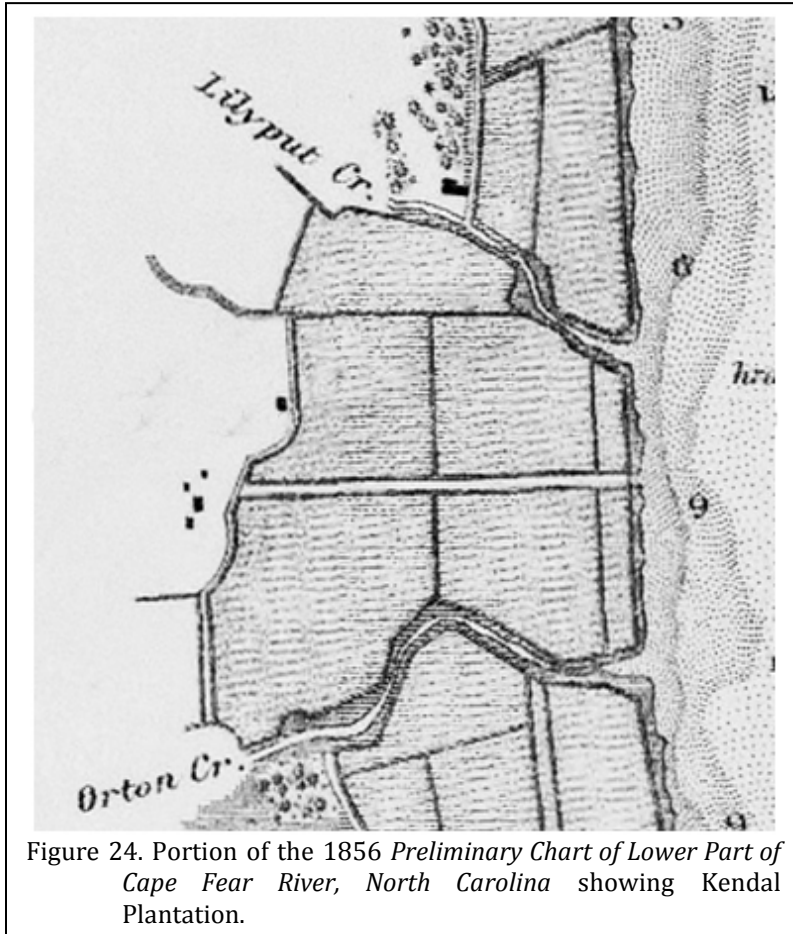 Lilyput Cr.
6
9
Orton Cr.
Figure 24. Portion of the 1856 Preliminary Chart of Lower Part of
Cape Fear River, North Carolina showing Kendal
Plantation.